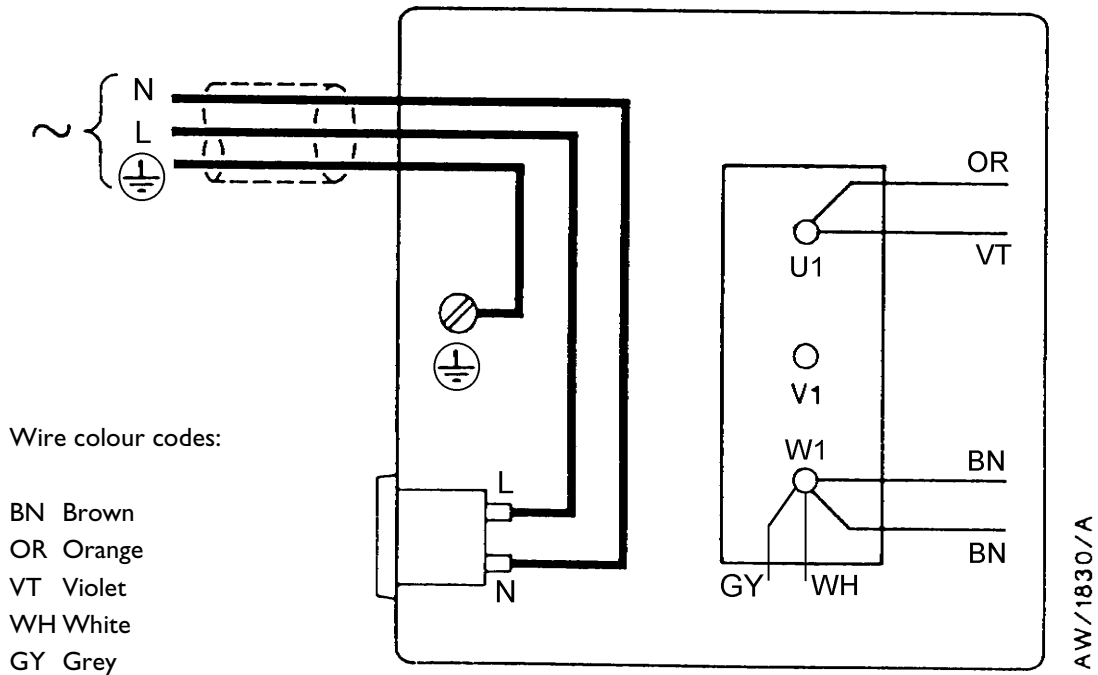 N
L
OR
VT
U1
V1
W1
BN
BN
GY WH
L
N
Wire colour codes:
BN Brown
OR Orange
VT Violet
WH White
GY Grey
AW/1830/A